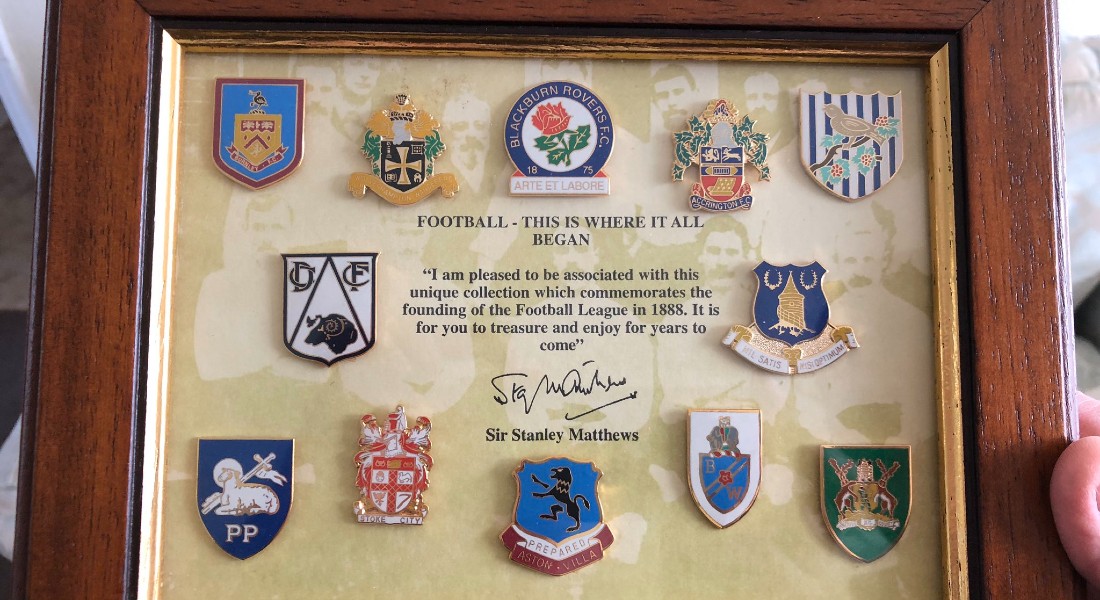 BLACKBURN ROVERS F.C.
18 75
ARTE ET LABORE
ACCRINGTON F.C
FOOTBALL - THIS IS WHERE IT ALL
BEGAN
D C F C
“I am pleased to be associated with this
unique collection which commemorates the
founding of the Football League in 1888. It is
for you to treasure and enjoy for years to
come”
NIL SATIS NISI OPTIMUM
Sir Stanley Matthews
PP
STOKE CITY
PREPARED
ASTON-VILLA
B W